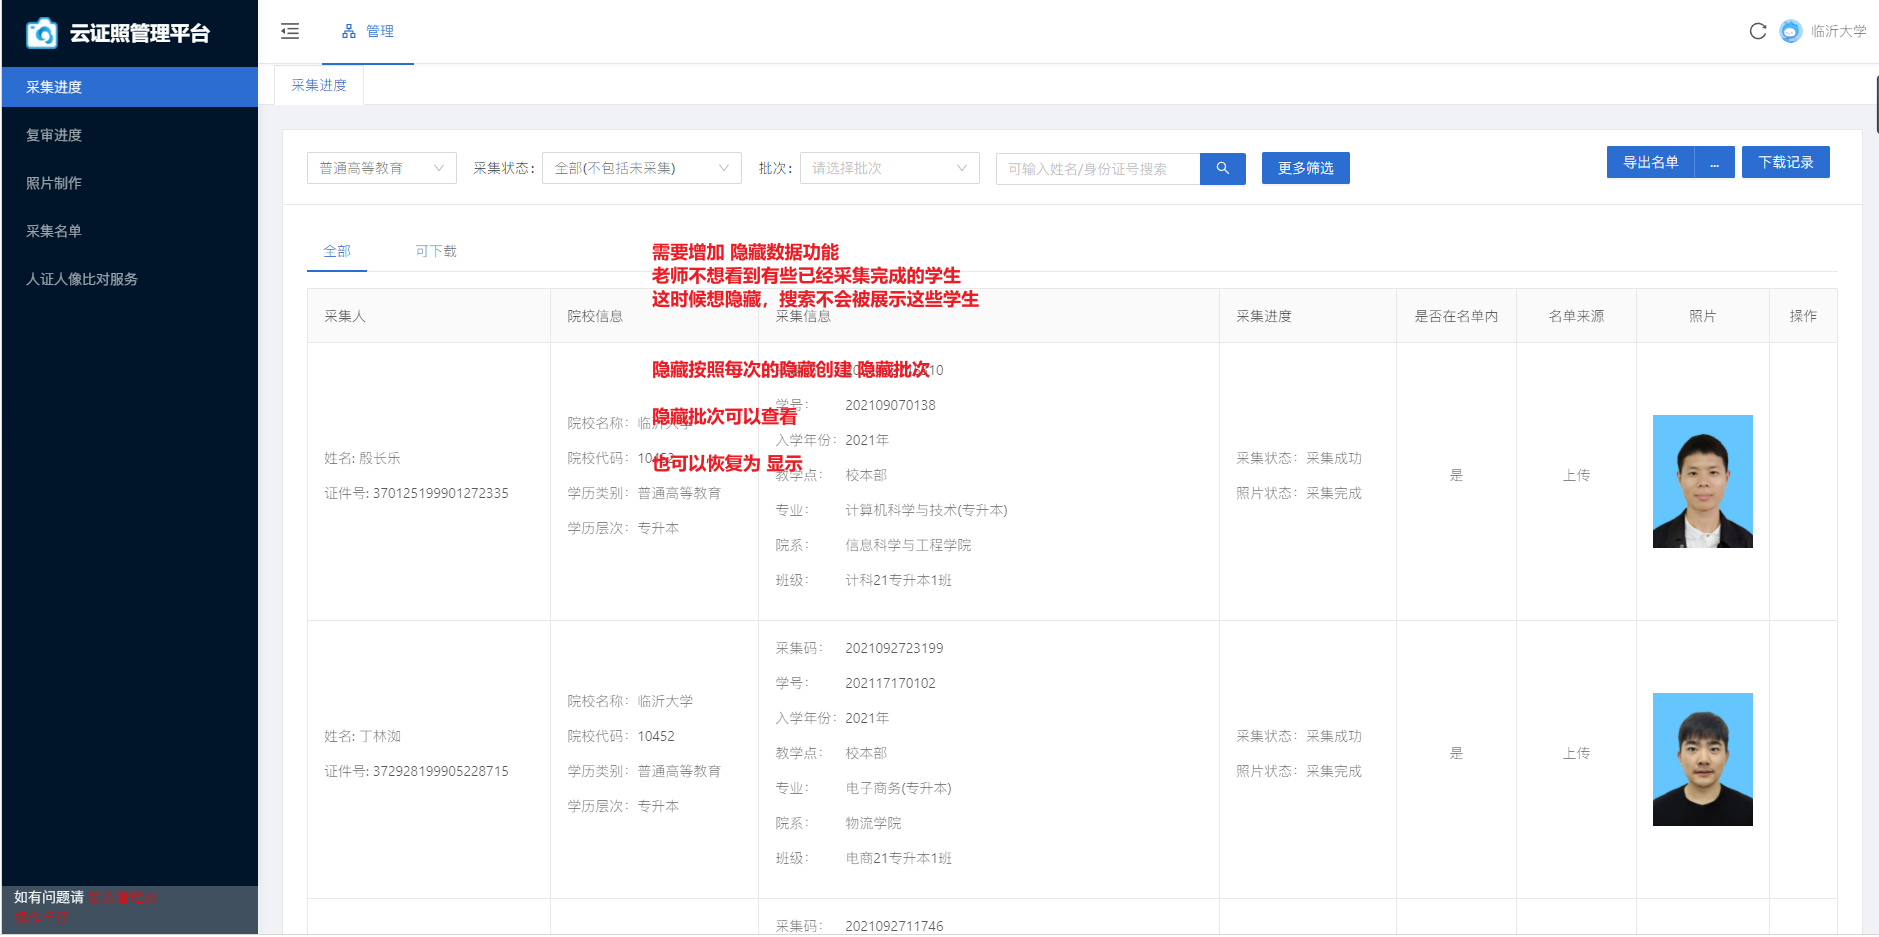 云证照管理平台
管理
临沂大学
采集进度
复审进度
照片制作
采集名单
人证人像比对服务
如有问题请
采集进度
普通高等教育
采集状态：
全部(不包括未采集)
批次：
请选择批次
可输入姓名/身份证号搜索
更多筛选
导出名单
...
下载记录
全部
可下载
需要增加 隐藏数据功能
老师不想看到有些已经采集完成的学生
这时候想隐藏，搜索不会被展示这些学生
采集人
院校信息
采集信息
采集进度
是否在名单内
名单来源
照片
操作
隐藏按照每次的隐藏创建 隐藏批次
隐藏批次可以查看
也可以恢复为 显示
姓名: 殷长乐
证件号: 370125199901272335
院校名称： 临沂大学
院校代码：
学历类别： 普通高等教育
学历层次： 专升本
学号： 202109070138
入学年份： 2021年
教学点： 校本部
专业： 计算机科学与技术(专升本)
院系： 信息科学与工程学院
班级： 计科21专升本1班
采集状态： 采集成功
照片状态： 采集完成
是
上传
姓名: 丁林洳
证件号: 372928199905228715
院校名称： 临沂大学
院校代码： 10452
学历类别： 普通高等教育
学历层次： 专升本
采集码： 2021092723199
学号： 202117170102
入学年份： 2021年
教学点： 校本部
专业： 电子商务(专升本)
院系： 物流学院
班级： 电商21专升本1班
采集状态： 采集成功
照片状态： 采集完成
是
上传
采集码： 2021092711746